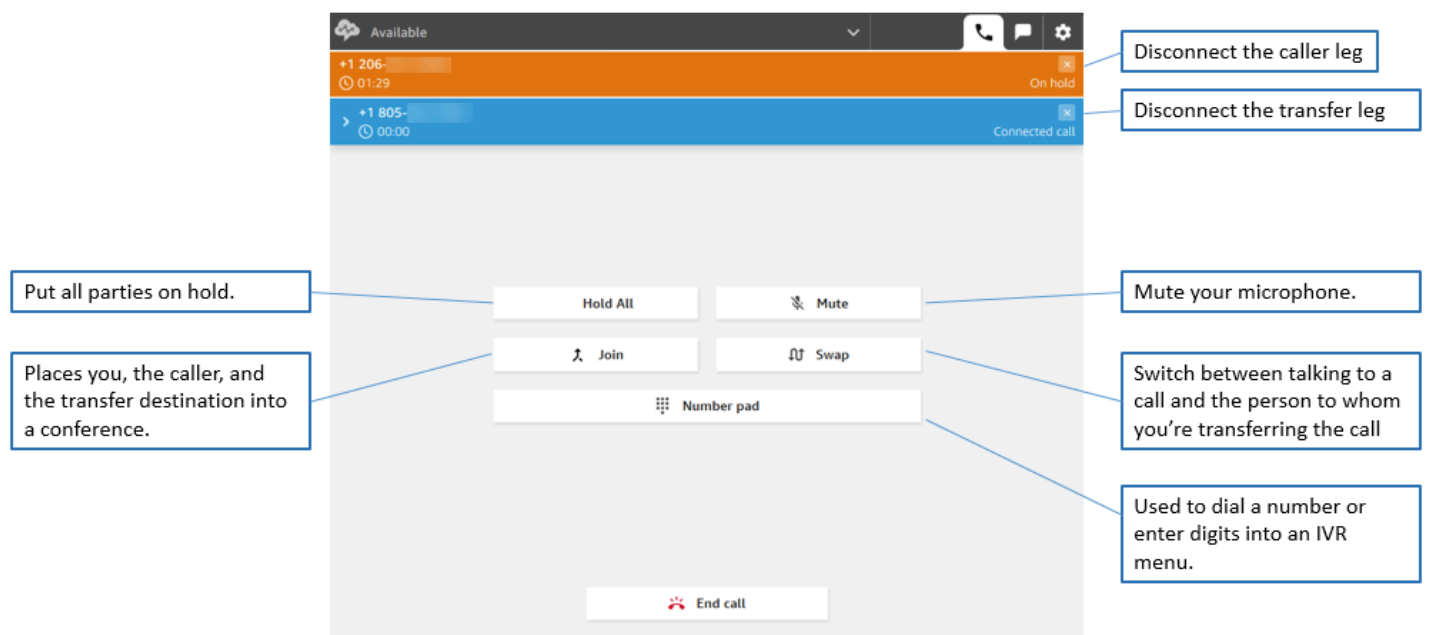 Available
+1 206-
01:29
On hold
+1 805-
00:00
Connected call
Disconnect the caller leg
Disconnect the transfer leg
Put all parties on hold.
Hold All
Mute
Mute your microphone.
Places you, the caller, and
the transfer destination into
a conference.
Join
Swap
Switch between talking to a
call and the person to whom
you’re transferring the call
Number pad
Used to dial a number or
enter digits into an IVR
menu.
End call